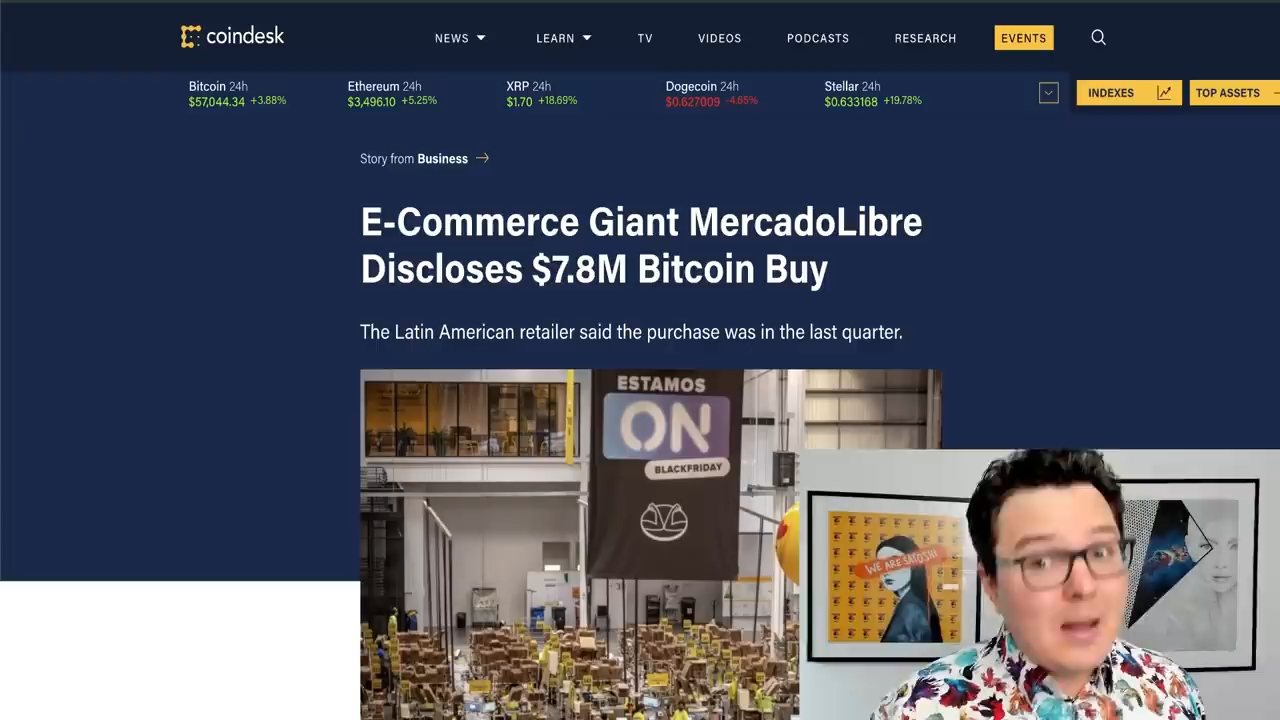 coindesk
NEWS
LEARN
TV
VIDEOS
PODCASTS
RESEARCH
EVENTS
Bitcoin 24h
$57,044.34 +3.88%
Ethereum 24h
$3,496.10 +5.25%
XRP 24h
$1.70 +18.69%
Dogecoin 24h
$0.627009 -4.65%
Stellar 24h
$0.633168 +19.78%
INDEXES
TOP ASSETS
Story from Business
E-Commerce Giant MercadoLibre
Discloses $7.8M Bitcoin Buy
The Latin American retailer said the purchase was in the last quarter.
ESTAMOS
ON
BLACKFRIDAY
WE ARE SATOSHI